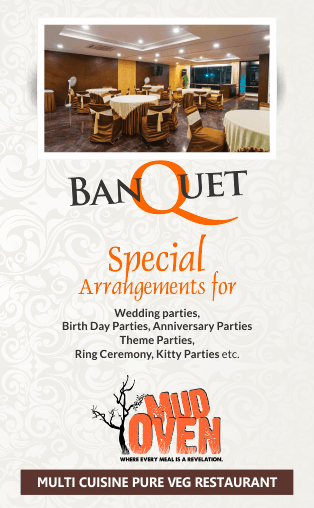 BANQUET
Special
Arrangements for
Wedding parties,
Birth Day Parties, Anniversary Parties
Theme Parties,
Ring Ceremony, Kitty Parties etc.
MUD
OVEN
WHERE EVERY MEAL IS A REVELATION.
MULTI CUISINE PURE VEG RESTAURANT